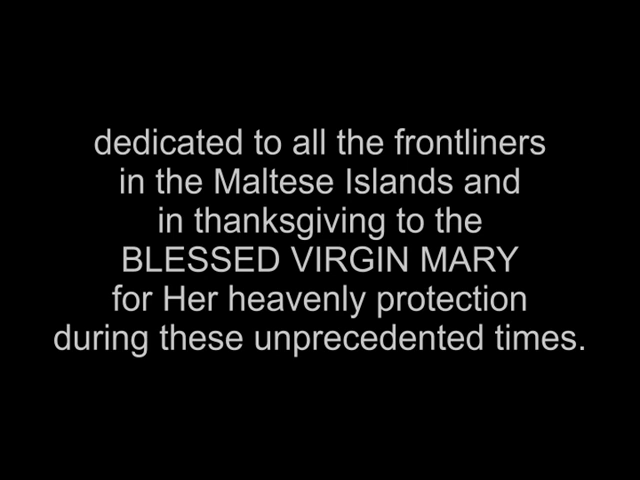 dedicated to all the frontliners
in the Maltese Islands and
in thanksgiving to the
BLESSED VIRGIN MARY
for Her heavenly protection
during these unprecedented times.